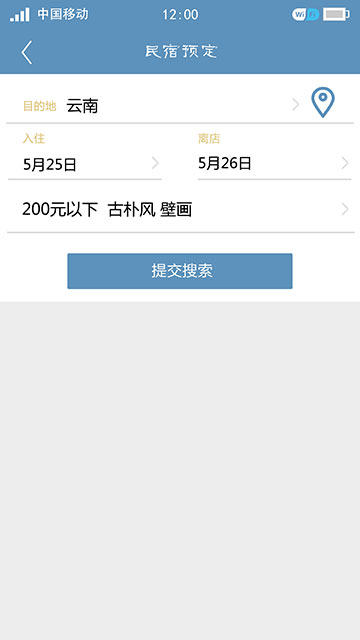 中国移动 12:00 WiFi
民宿预定
目的地 云南
入住 离店
5月25日 5月26日
200元以下 古朴风 壁画
提交搜索